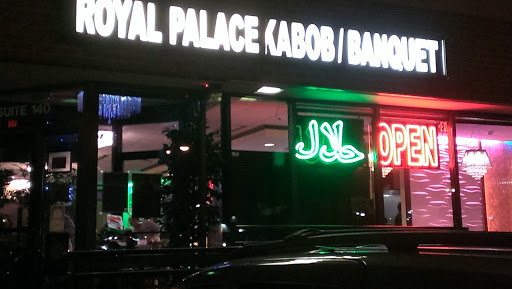 ROYAL PALACE KABOB / BANQUET
SUITE 140
حلال
OPEN